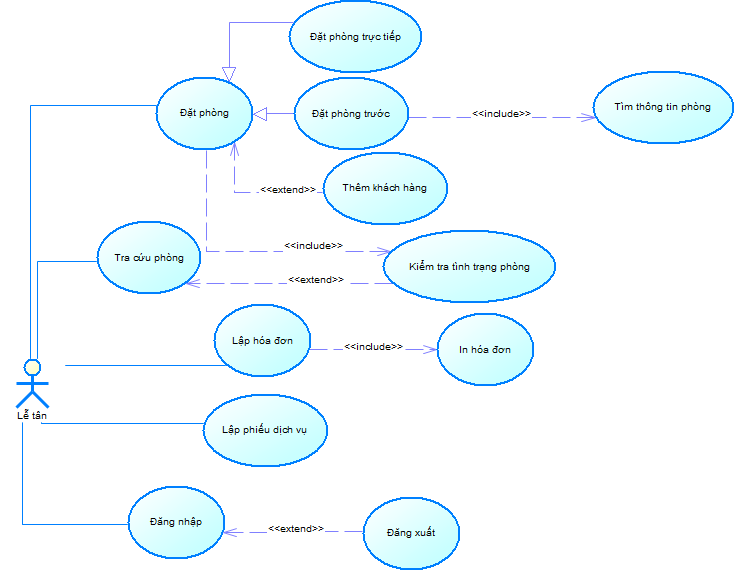 Đặt phòng trực tiếp
Đặt phòng
Đặt phòng trước
<<include>>
Tìm thông tin phòng
<<extend>>
Thêm khách hàng
Tra cứu phòng
<<include>>
<<extend>>
Kiểm tra tình trạng phòng
Lập hóa đơn
<<include>>
In hóa đơn
Lễ tân
Lập phiếu dịch vụ
Đăng nhập
<<extend>>
Đăng xuất